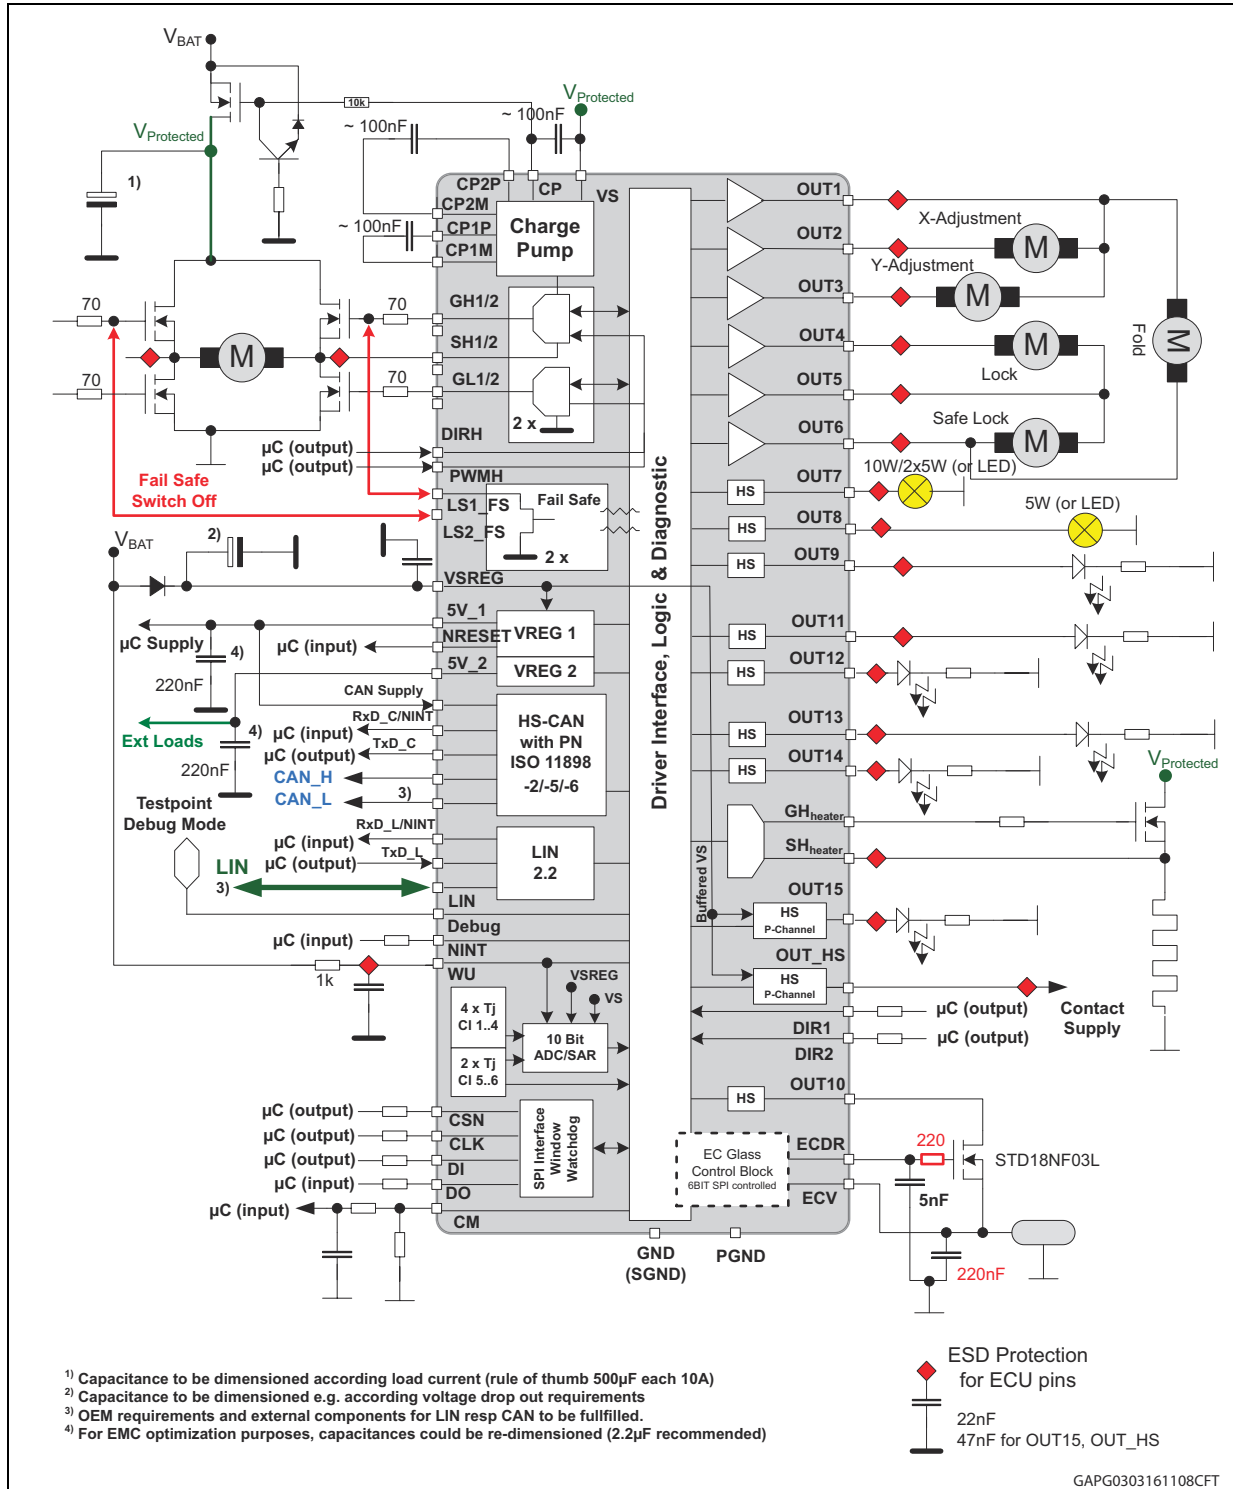 VBAT
10k
VProtected
~ 100nF
~ 100nF
VProtected
1)
CP2P
CP
VS
CP2M
CP1P
CP1M
~ 100nF
Charge
Pump
OUT1
X-Adjustment
OUT2
M
Y-Adjustment
OUT3
M
OUT4
M
Lock
OUT5
Safe Lock
OUT6
M
M
Fold
70
70
GH1/2
M
SH1/2
70
70
GL1/2
2 x
DIRH
µC (output)
µC (output)
PWMH
Fail Safe
Switch Off
LS1_FS
LS2_FS
Fail Safe
2 x
10W/2x5W (or LED)
OUT7
HS
5W (or LED)
OUT8
HS
OUT9
HS
VBAT
2)
VSREG
5V_1
µC Supply
NRESET
µC (input)
VREG 1
4)
220nF
5V_2
VREG 2
CAN Supply
Ext Loads
4)
220nF
RxD_C/NINT
µC (input)
TxD_C
µC (output)
CAN_H
CAN_L
3)
HS-CAN
with PN
ISO 11898
-2/-5/-6
Driver Interface, Logic & Diagnostic
OUT11
HS
OUT12
HS
OUT13
HS
OUT14
HS
VProtected
GHheater
SHheater
Testpoint
Debug Mode
RxD_L/NINT
µC (input)
TxD_L
µC (output)
LIN
3)
LIN
2.2
LIN
Debug
µC (input)
NINT
WU
1k
Buffered VS
OUT15
HS
P-Channel
OUT_HS
HS
P-Channel
Contact
Supply
µC (output)
DIR1
µC (output)
DIR2
VSREG
VS
4 x Tj
Cl 1..4
2 x Tj
Cl 5..6
10 Bit
ADC/SAR
OUT10
HS
µC (output)
CSN
µC (output)
CLK
µC (output)
DI
µC (input)
DO
SPI Interface
Window
Watchdog
µC (input)
CM
EC Glass
Control Block
6BIT SPI controlled
ECDR
220
STD18NF03L
5nF
ECV
220nF
GND
(SGND)
PGND
1) Capacitance to be dimensioned according load current (rule of thumb 500µF each 10A)
2) Capacitance to be dimensioned e.g. according voltage drop out requirements
3) OEM requirements and external components for LIN resp CAN to be fullfilled.
4) For EMC optimization purposes, capacitances could be re-dimensioned (2.2µF recommended)
ESD Protection
for ECU pins
22nF
47nF for OUT15, OUT_HS
GAPG0303161108CFT